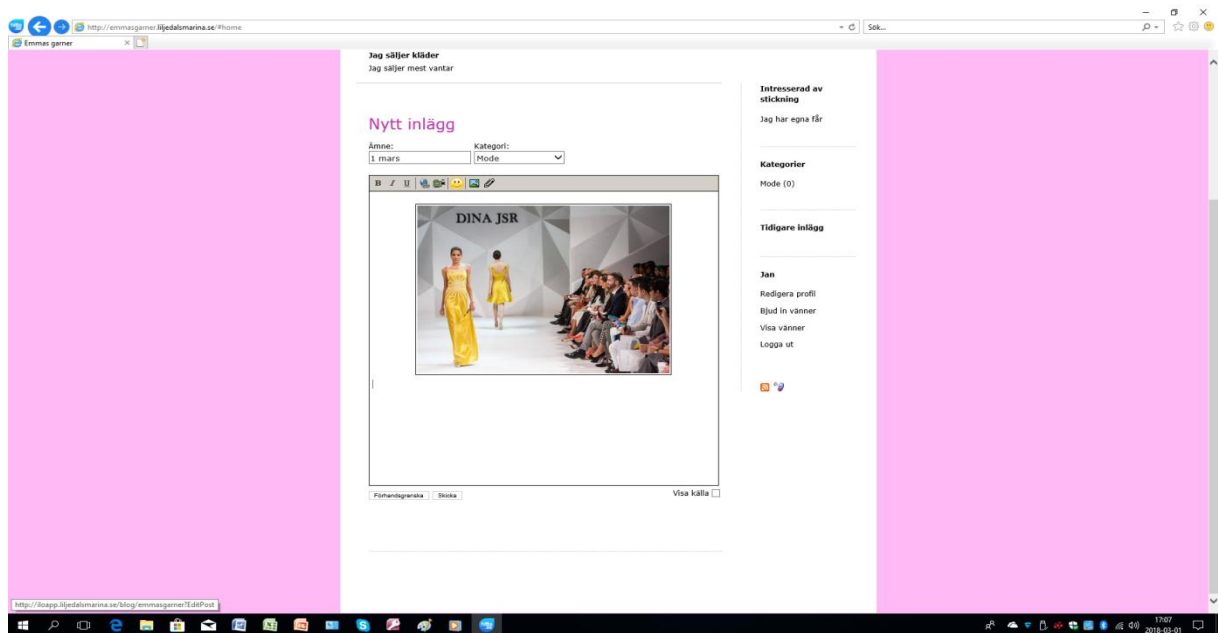 http://emmasgarner.liljedalsmarina.se/#home
Sök...
Emmas garner
Jag säljer kläder
Jag säljer mest vantar
Nytt inlägg
Ämne:
Kategori:
1 mars
Mode
B I U
DINA JSR
Förhandsgranska
Skicka
Visa källa
Intresserad av
stickning
Jag har egna får
Kategorier
Mode (0)
Tidigare inlägg
Jan
Redigera profil
Bjud in vänner
Visa vänner
Logga ut
http://iloapp.liljedalsmarina.se/blog/emmasgarner?EditPost
17:07
2018-03-01